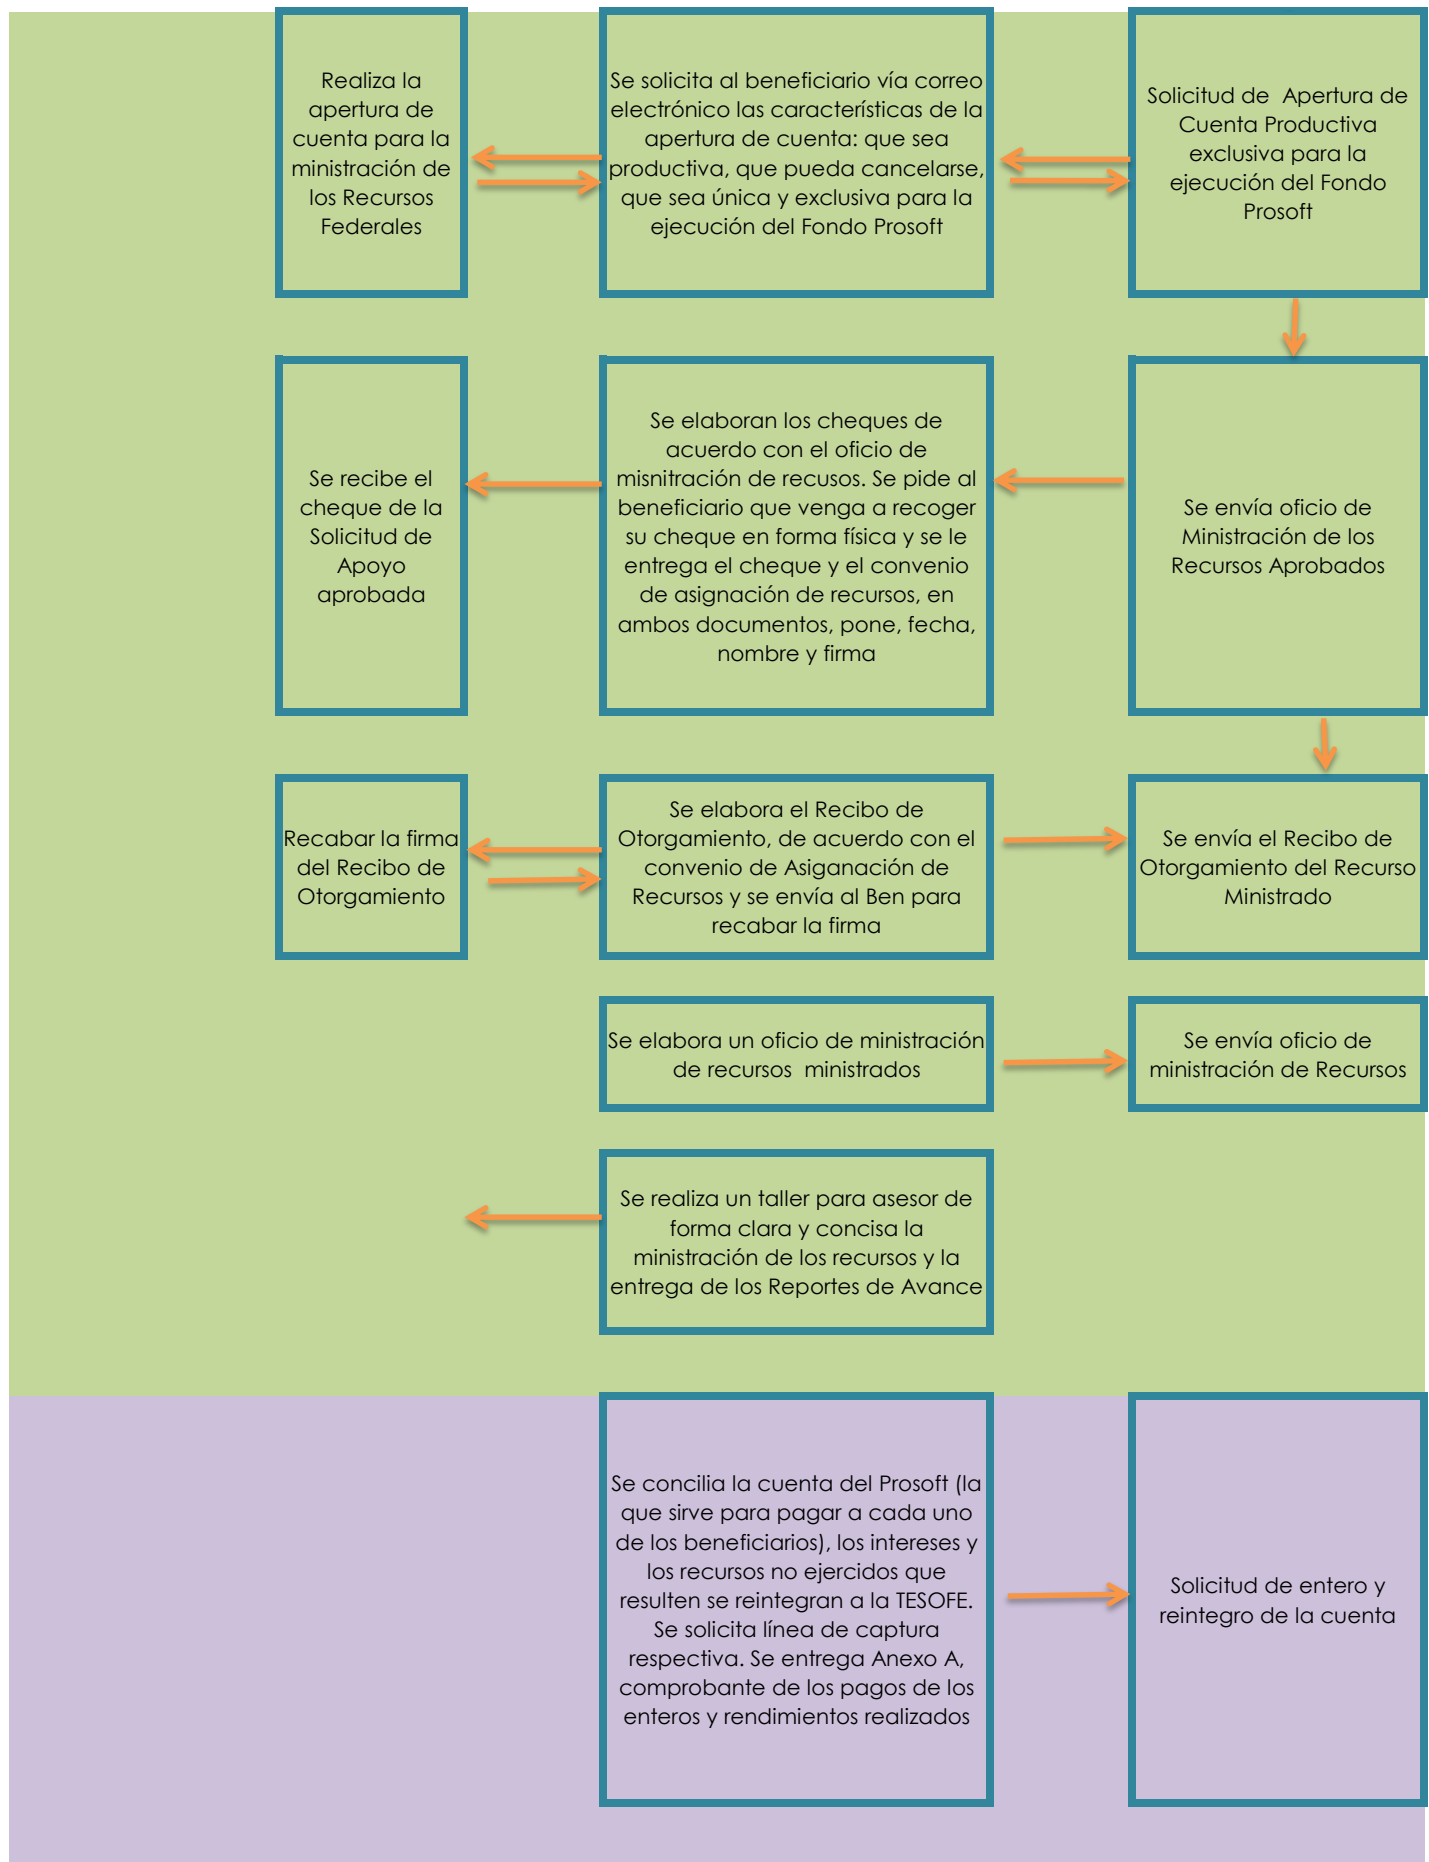 Realiza la
apertura de
cuenta para la
ministración de
los Recursos
Federales
Se solicita al beneficiario vía correo
electrónico las características de la
apertura de cuenta: que sea
productiva, que pueda cancelarse,
que sea única y exclusiva para la
ejecución del Fondo Prosoft
Solicitud de Apertura de
Cuenta Productiva
exclusiva para la
ejecución del Fondo
Prosoft
Se recibe el
cheque de la
Solicitud de
Apoyo
aprobada
Se elaboran los cheques de
acuerdo con el oficio de
misnitración de recusos. Se pide al
beneficiario que venga a recoger
su cheque en forma física y se le
entrega el cheque y el convenio
de asignación de recursos, en
ambos documentos, pone, fecha,
nombre y firma
Se envía oficio de
Ministración de los
Recursos Aprobados
Recabar la firma
del Recibo de
Otorgamiento
Se elabora el Recibo de
Otorgamiento, de acuerdo con el
convenio de Asiganación de
Recursos y se envía al Ben para
recabar la firma
Se envía el Recibo de
Otorgamiento del Recurso
Ministrado
Se elabora un oficio de ministración
de recursos ministrados
Se envía oficio de
ministración de Recursos
Se realiza un taller para asesor de
forma clara y concisa la
ministración de los recursos y la
entrega de los Reportes de Avance
Se concilia la cuenta del Prosoft (la
que sirve para pagar a cada uno
de los beneficiarios), los intereses y
los recursos no ejercidos que
resulten se reintegran a la TESOFE.
Se solicita línea de captura
respectiva. Se entrega Anexo A,
comprobante de los pagos de los
enteros y rendimientos realizados
Solicitud de entero y
reintegro de la cuenta